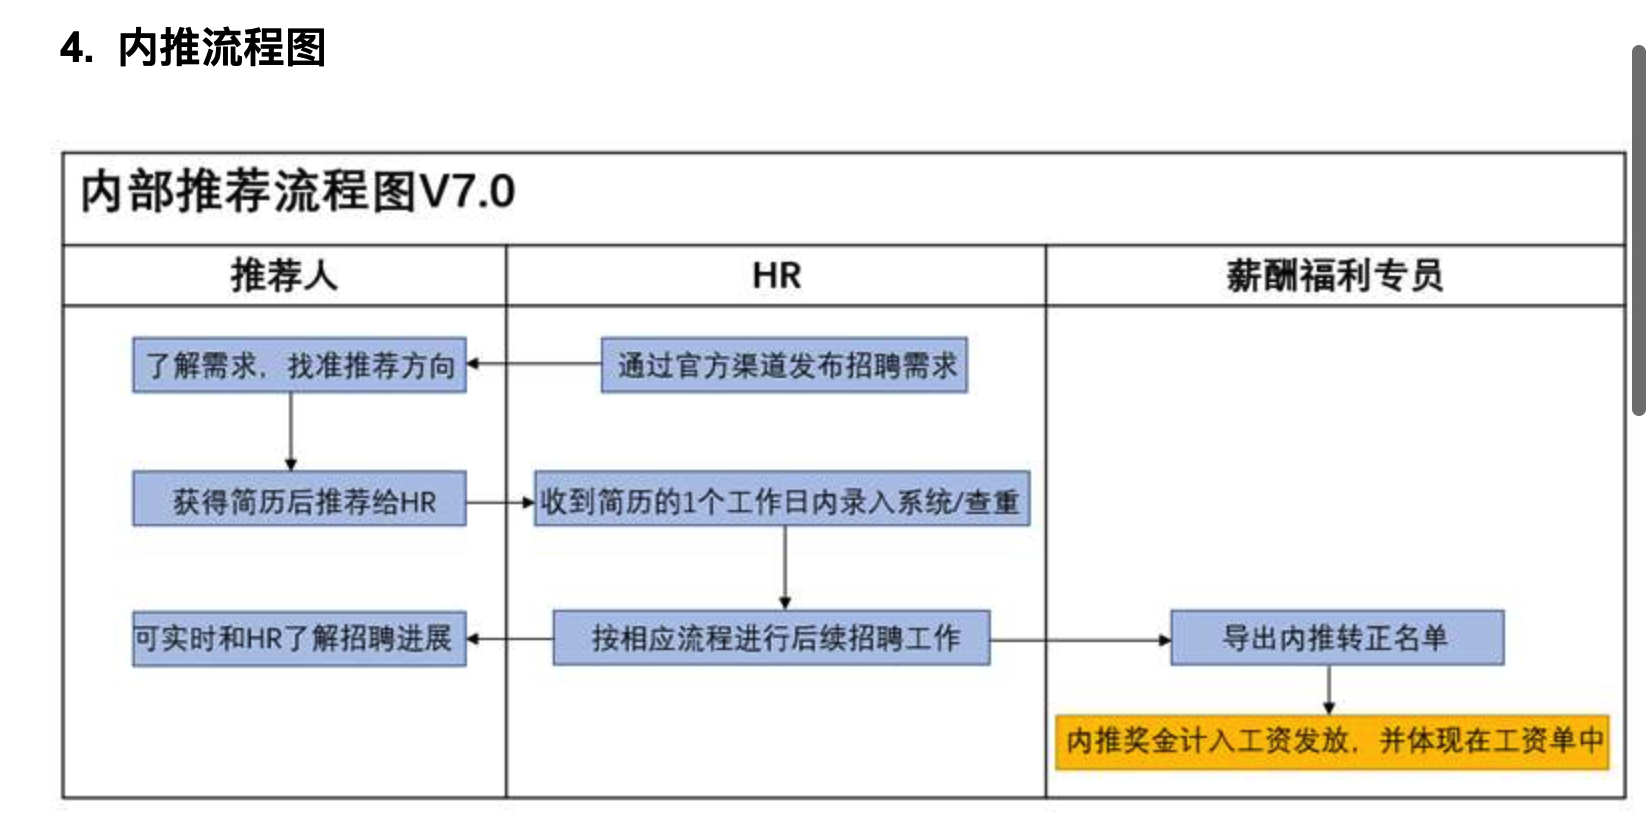 4. 内推流程图
内部推荐流程图V7.0
推荐人
HR
薪酬福利专员
了解需求，找准推荐方向
通过官方渠道发布招聘需求
获得简历后推荐给HR
收到简历的1个工作日内录入系统/查重
可实时和HR了解招聘进展
按相应流程进行后续招聘工作
导出内推转正名单
内推奖金计入工资发放，并体现在工资单中